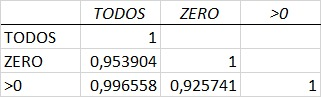 TODOS ZERO >0
TODOS 1
ZERO 0,953904 1
>0 0,996558 0,925741 1